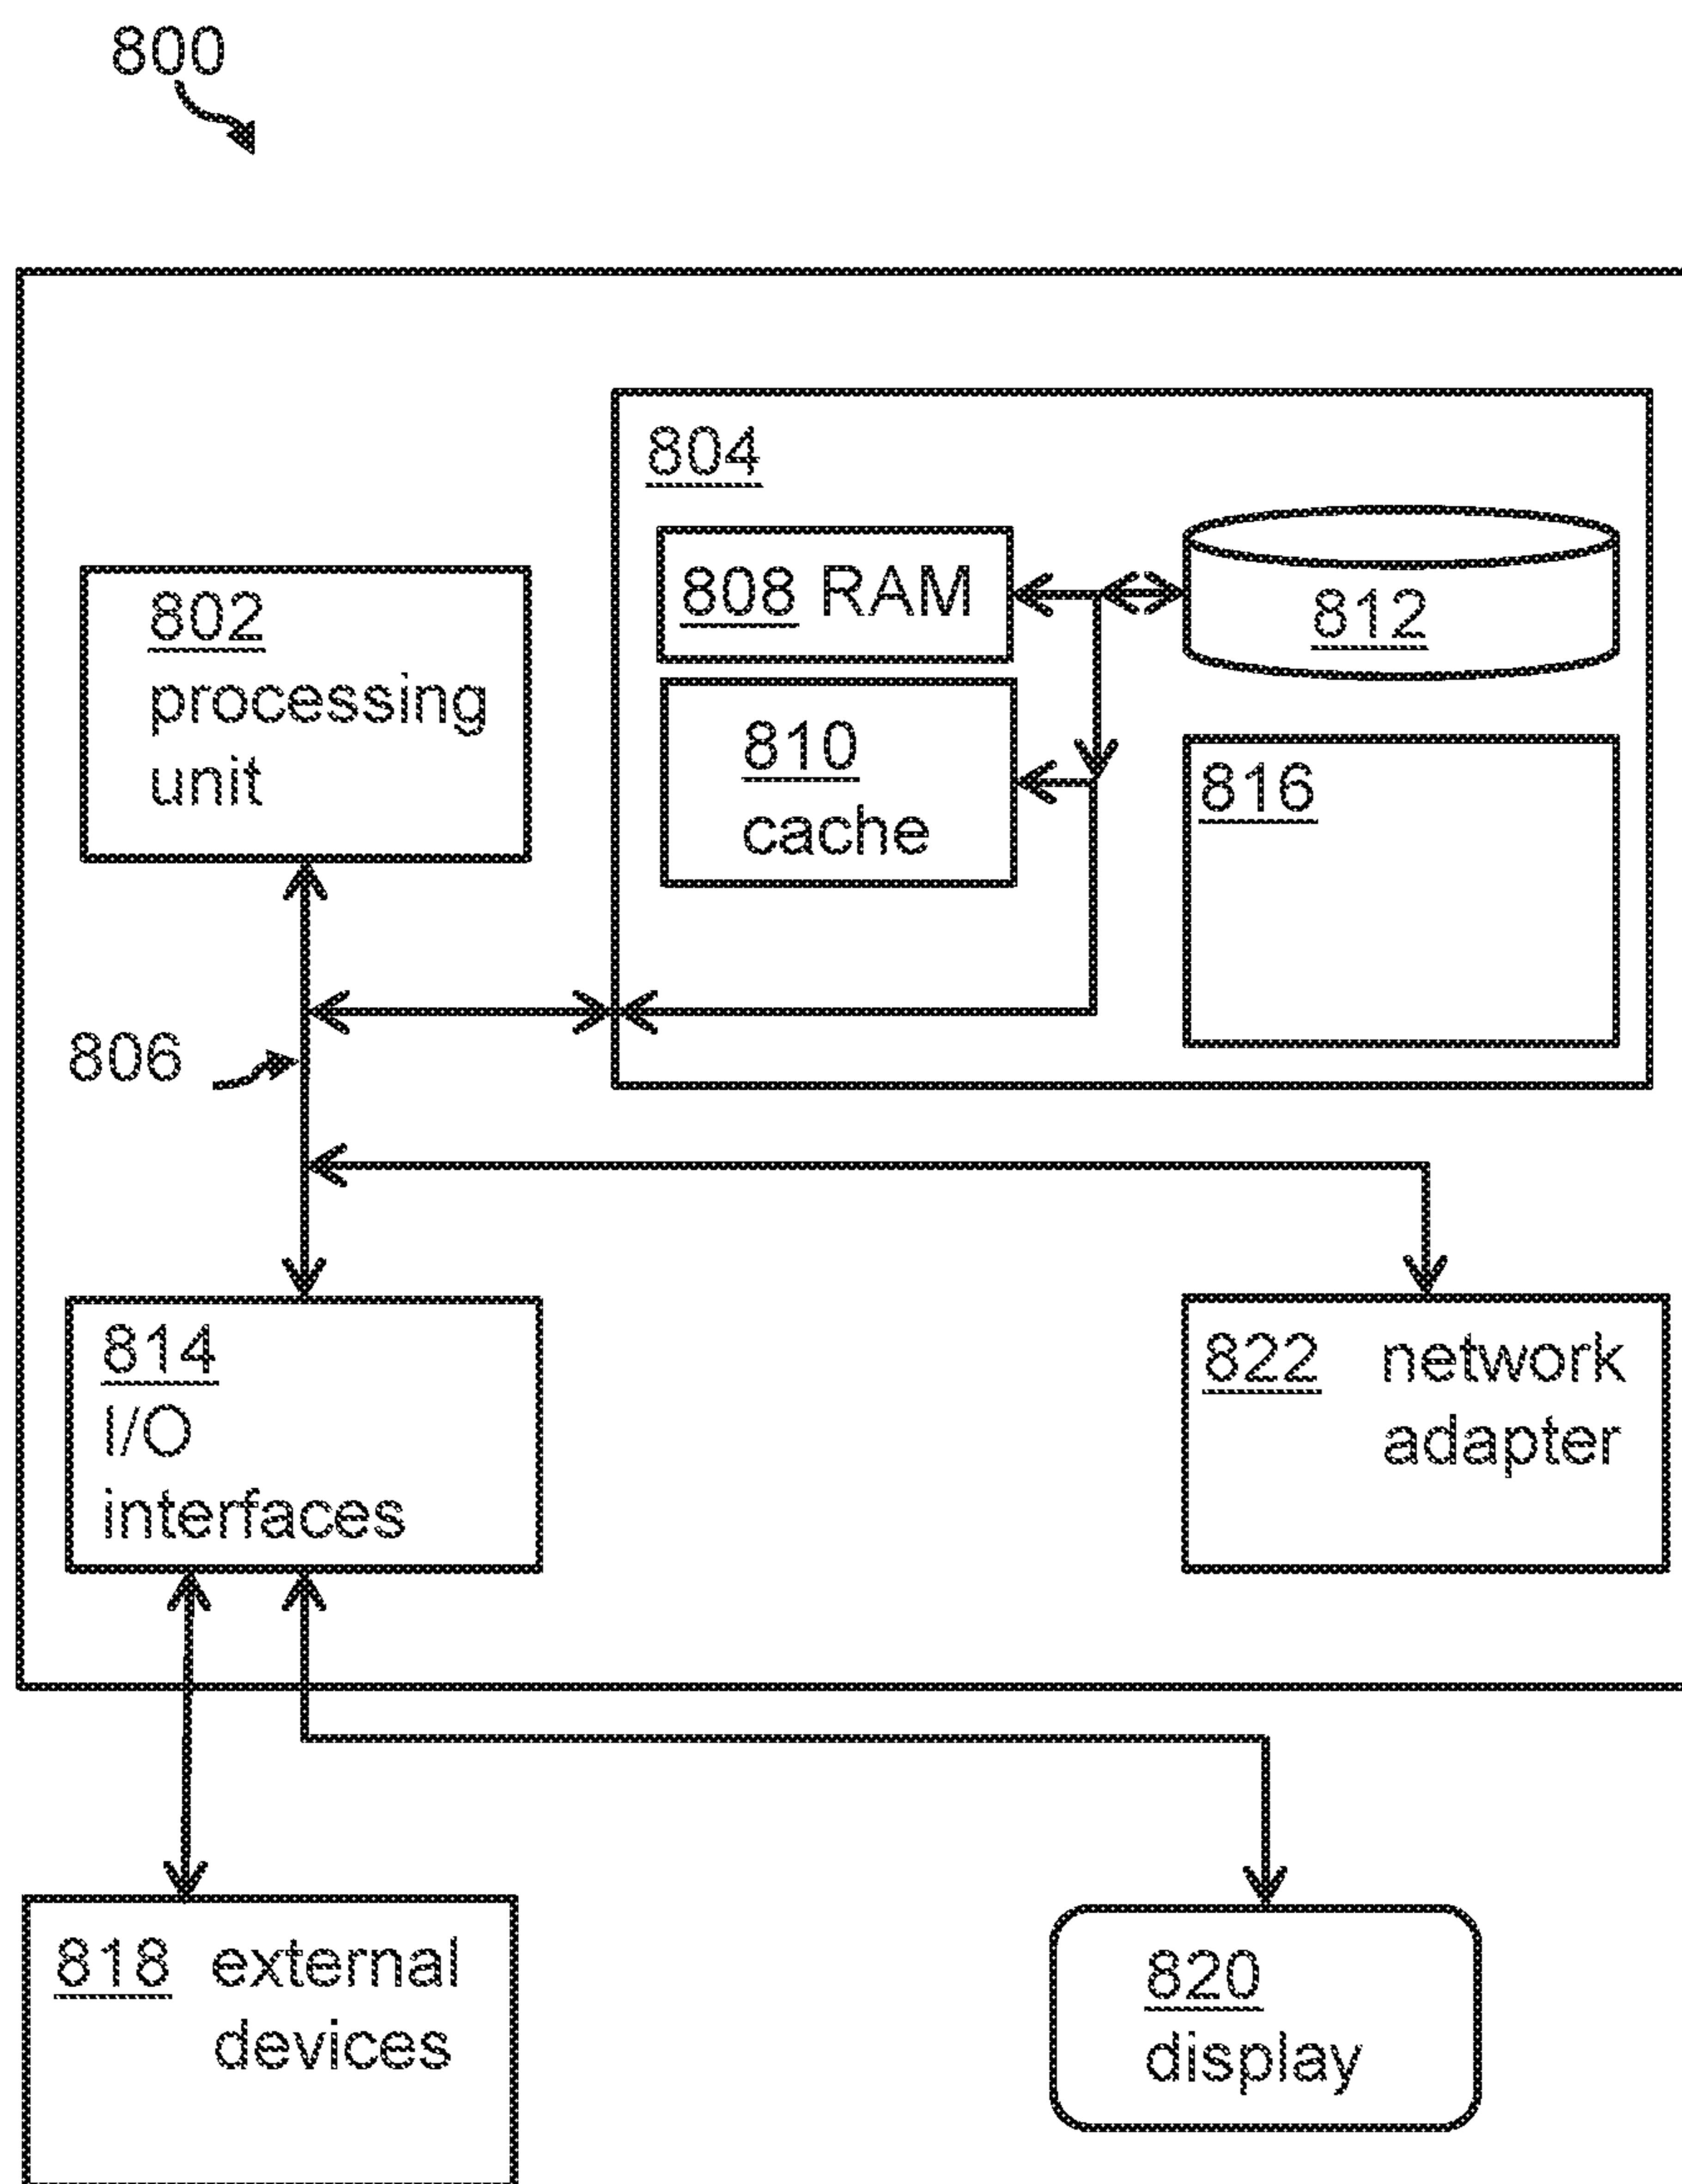 800
804
808 RAM
812
802
processing
unit
810
cache
816
806
814
I/O
interfaces
822 network
adapter
818 external
devices
820
display